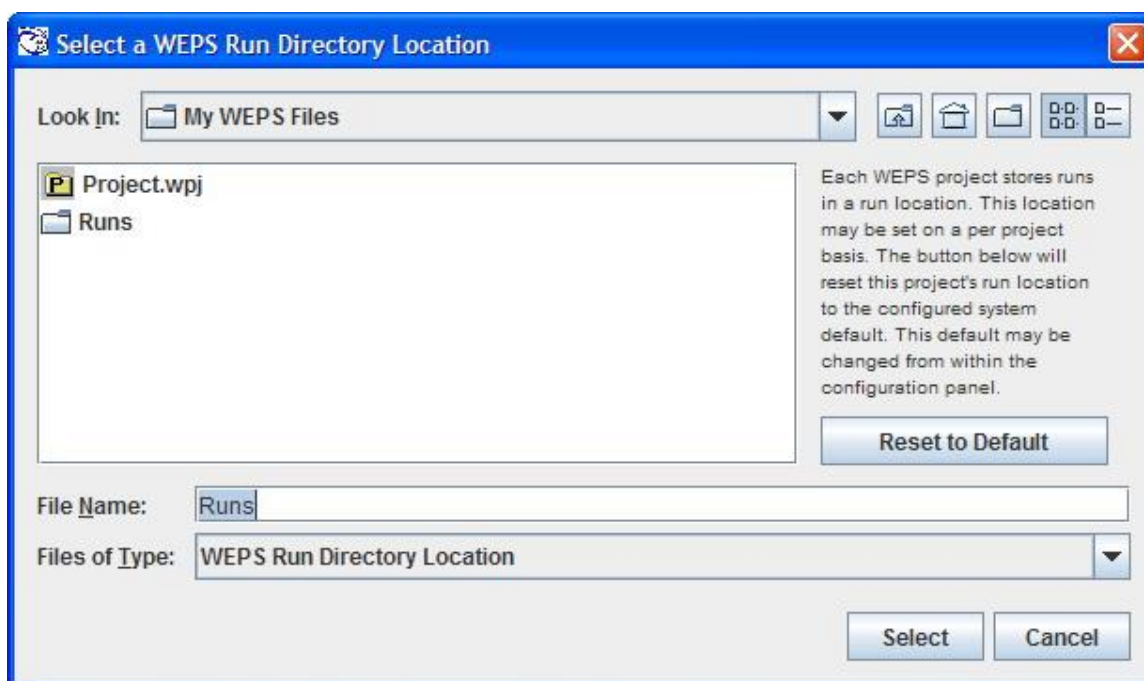 Select a WEPS Run Directory Location
Look In: My WEPS Files
Project.wpj
Runs
Each WEPS project stores runs
in a run location. This location
may be set on a per project
basis. The button below will
reset this project's run location
to the configured system
default. This default may be
changed from within the
configuration panel.
Reset to Default
File Name: Runs
Files of Type: WEPS Run Directory Location
Select Cancel